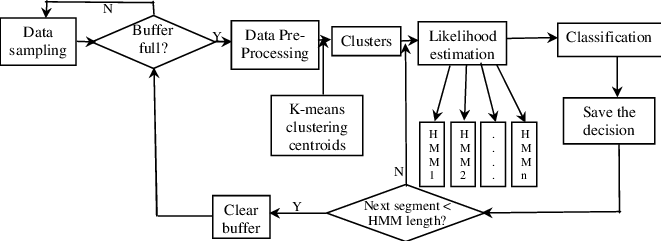 N
Data
sampling
Buffer
full?
Y
Data Pre-
Processing
Clusters
Likelihood
estimation
Classification
K-means
clustering
centroids
H
M
M
1
H
M
M
2
.
.
.
.
H
M
M
n
Save the
decision
N
Next segment <
HMM length?
Y
Clear
buffer